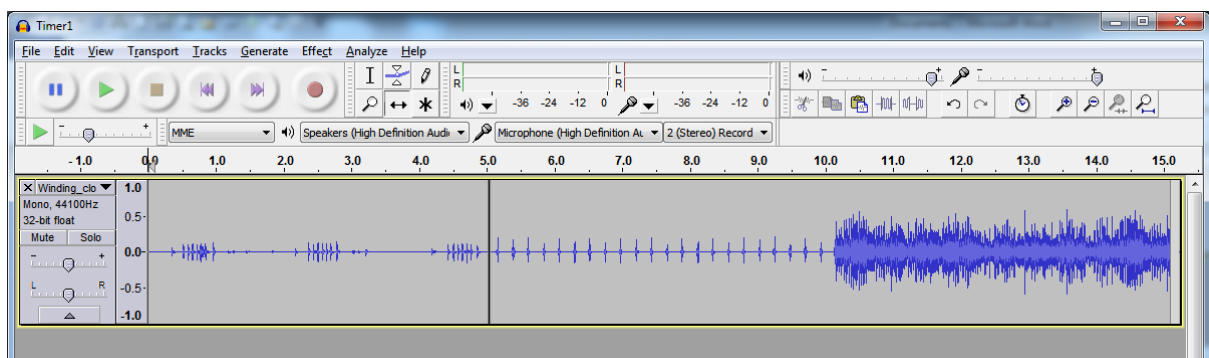 Timer1
File Edit View Transport Tracks Generate Effect Analyze Help
L
R
-36 -24 -12 0
L
R
-36 -24 -12 0
MME
Speakers (High Definition Audi
Microphone (High Definition Au
2 (Stereo) Record
- 1.0 0.0 1.0 2.0 3.0 4.0 5.0 6.0 7.0 8.0 9.0 10.0 11.0 12.0 13.0 14.0 15.0
X Winding_clo
Mono, 44100Hz
32-bit float
Mute Solo
- +
L R
1.0
0.5-
0.0-
-0.5-
-1.0